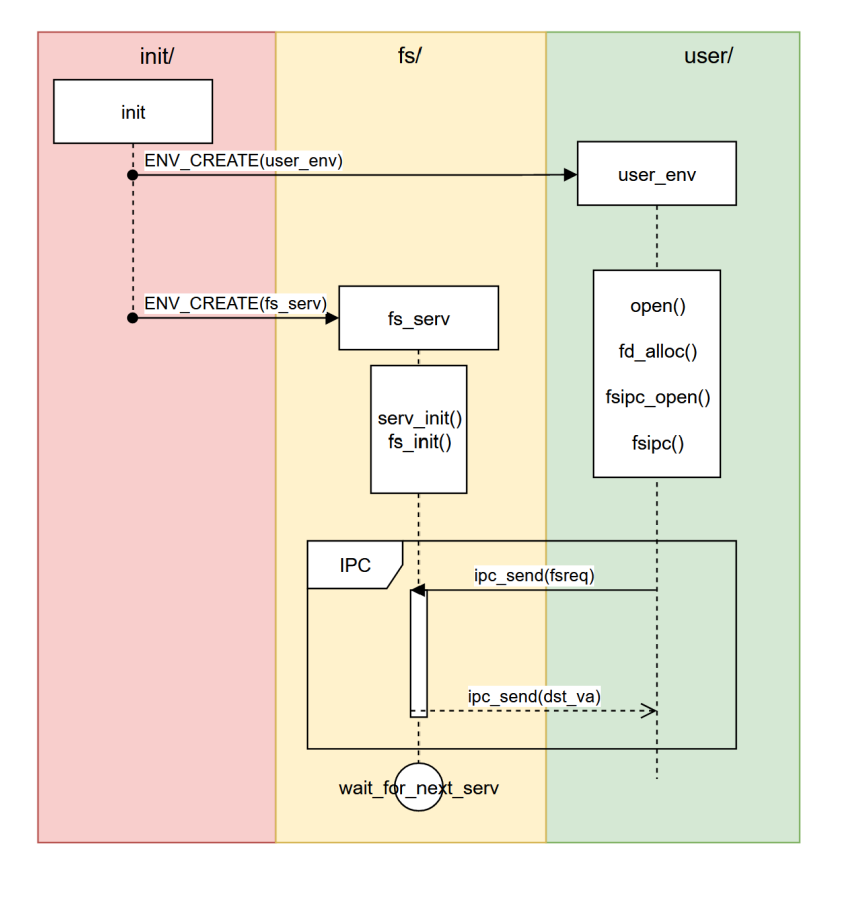 init/
fs/
user/
init
ENV_CREATE(user_env)
user_env
ENV_CREATE(fs_serv)
fs_serv
open()
fd_alloc()
fsipc_open()
fsipc()
serv_init()
fs_init()
IPC
ipc_send(fsreq)
ipc_send(dst_va)
wait_for_next_serv